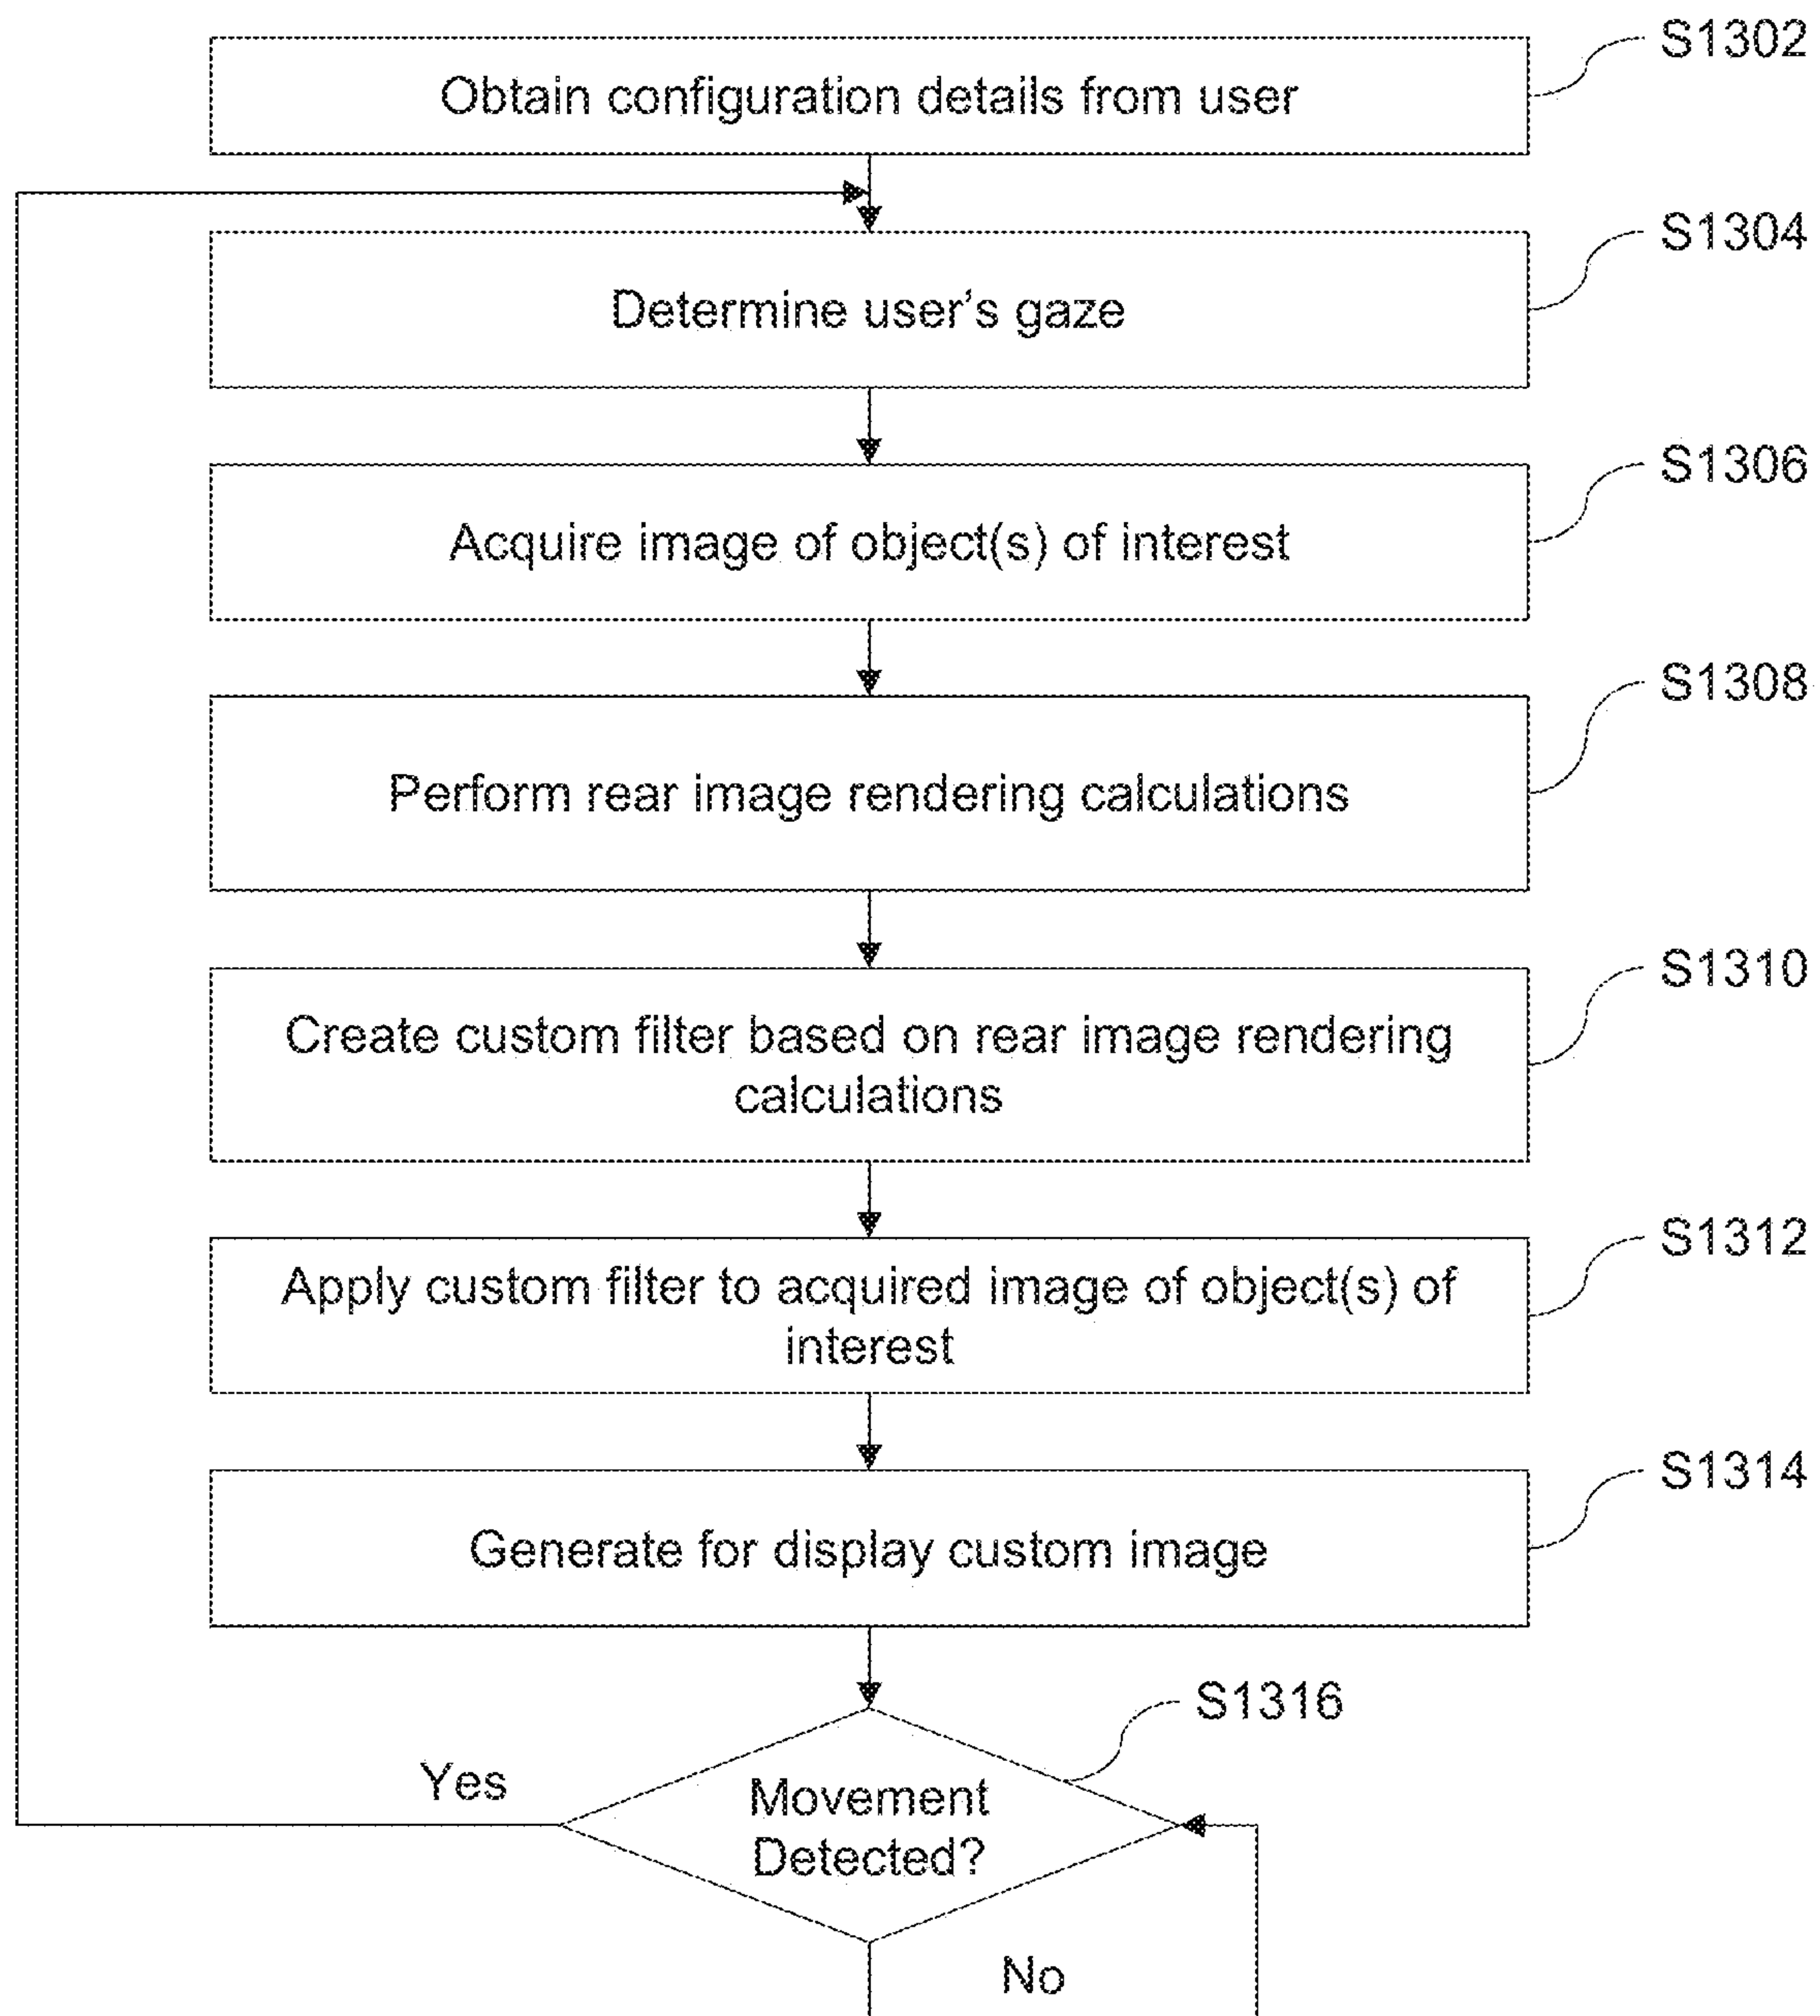 S1302
Obtain configuration details from user
S1304
Determine user's gaze
S1306
Acquire image of object(s) of interest
S1308
Perform rear image rendering calculations
S1310
Create custom filter based on rear image rendering
calculations
S1312
Apply custom filter to acquired image of object(s) of
interest
S1314
Generate for display custom image
S1316
Yes
Movement
Detected?
No